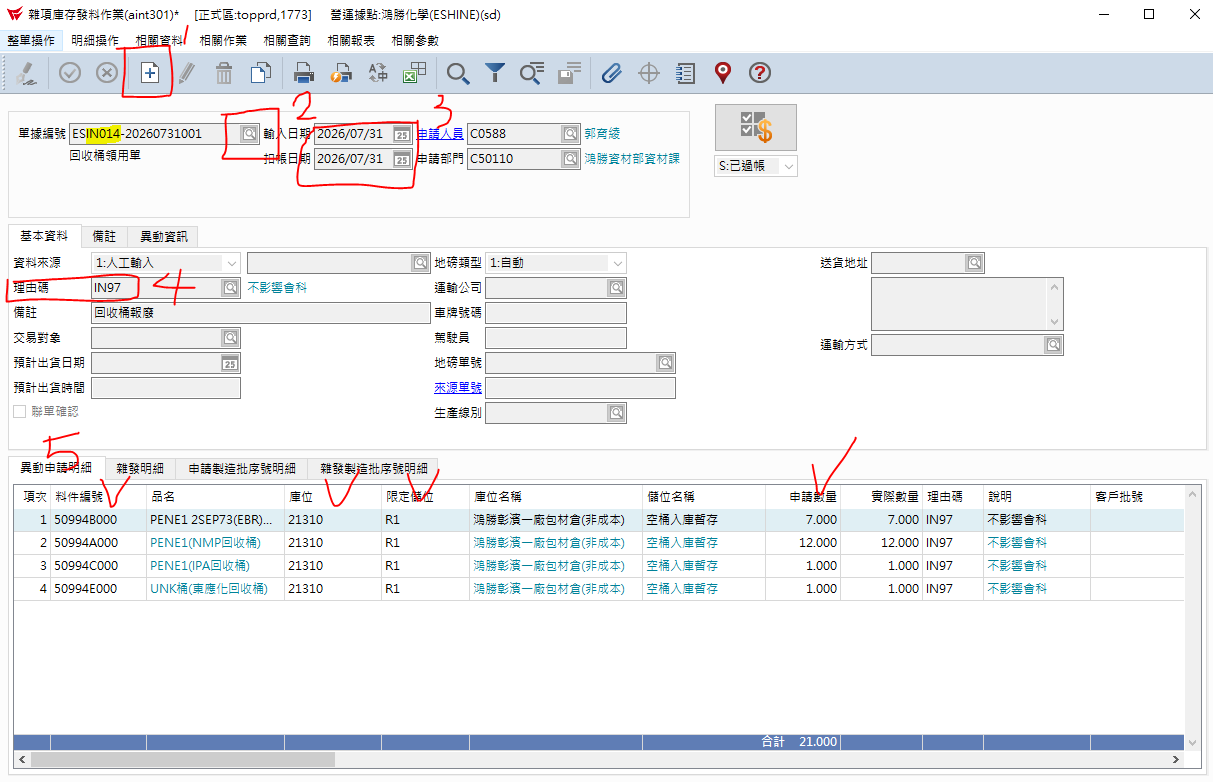 雜項庫存發料作業(aint301)* [正式區:topprd,1773] 營運據點:鴻勝化學(ESHINE)(sd)
整單操作 明細操作 相關資料 相關作業 相關查詢 相關報表 相關參數
1
2 3
單據編號 ESIN014-20260731001 輸入日期 2026/07/31 申請人員 C0588 郭育綾
回收桶領用單 扣帳日期 2026/07/31 申請部門 C50110 鴻勝資材部資材課
S:已過帳
基本資料 備註 異動資訊
資料來源 1:人工輸入 地磅類型 1:自動 送貨地址
理由碼 IN97 4 不影響會科 運輸公司
備註 回收桶報廢 車牌號碼
交易對象 駕駛員 運輸方式
預計出貨日期 地磅單號
預計出貨時間 來源單號
聯單確認 生產線別
5
異動申請明細 雜發明細 申請製造批序號明細 雜發製造批序號明細
項次 料件編號 品名 庫位 限定儲位 庫位名稱 儲位名稱 申請數量 實際數量 理由碼 說明 客戶批號
1 50994B000 PENE1 2SEP73(EBR)... 21310 R1 鴻勝彰濱一廠包材倉(非成本) 空桶入庫暫存 7.000 7.000 IN97 不影響會科
2 50994A000 PENE1(NMP回收桶) 21310 R1 鴻勝彰濱一廠包材倉(非成本) 空桶入庫暫存 12.000 12.000 IN97 不影響會科
3 50994C000 PENE1(IPA回收桶) 21310 R1 鴻勝彰濱一廠包材倉(非成本) 空桶入庫暫存 1.000 1.000 IN97 不影響會科
4 50994E000 UNK桶(東應化回收桶) 21310 R1 鴻勝彰濱一廠包材倉(非成本) 空桶入庫暫存 1.000 1.000 IN97 不影響會科
合計 21.000